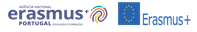 AGÊNCIA NACIONAL
erasmus+
PORTUGAL EDUCAÇÃO E FORMAÇÃO
Erasmus+